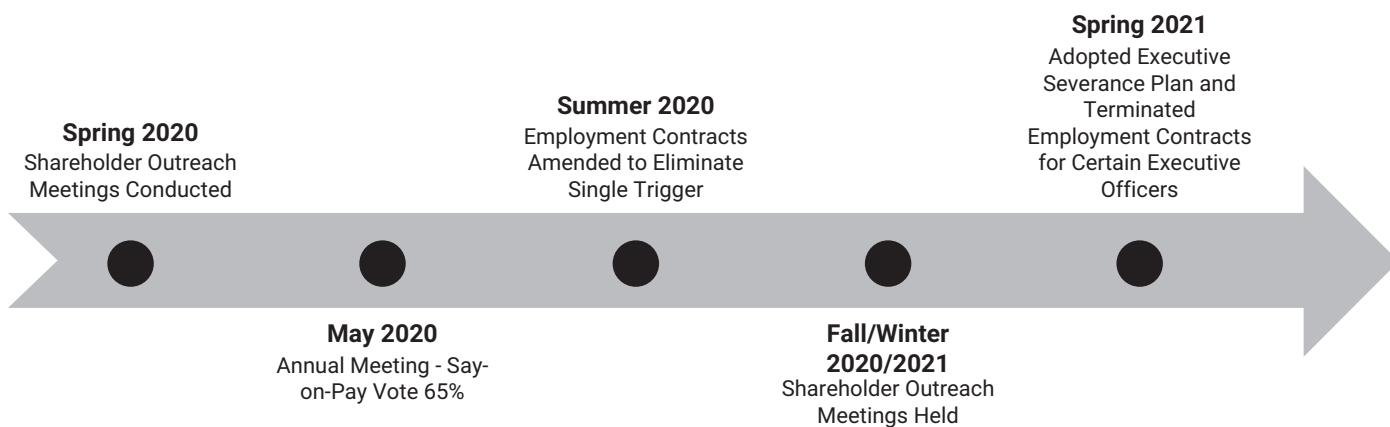 Spring 2020
Shareholder Outreach
Meetings Conducted
May 2020
Annual Meeting - Say-
on-Pay Vote 65%
Summer 2020
Employment Contracts
Amended to Eliminate
Single Trigger
Fall/Winter
2020/2021
Shareholder Outreach
Meetings Held
Spring 2021
Adopted Executive
Severance Plan and
Terminated
Employment Contracts
for Certain Executive
Officers